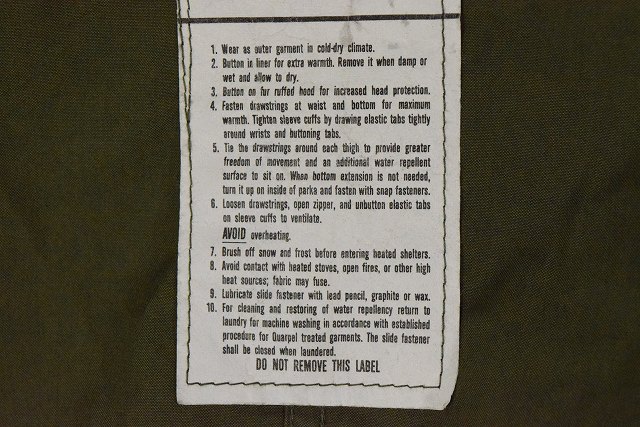 1. Wear as outer garment in cold-dry climate.
2. Button in liner for extra warmth. Remove it when damp or
wet and allow to dry.
3. Button on fur ruffed hood for increased head protection.
4. Fasten drawstrings at waist and bottom for maximum
warmth. Tighten sleeve cuffs by drawing elastic tabs tightly
around wrists and buttoning tabs.
5. Tie the drawstrings around each thigh to provide greater
freedom of movement and an additional water repellent
surface to sit on. When bottom extension is not needed,
turn it up on inside of parka and fasten with snap fasteners.
6. Loosen drawstrings, open zipper, and unbutton elastic tabs
on sleeve cuffs to ventilate.
AVOID overheating.
7. Brush off snow and frost before entering heated shelters.
8. Avoid contact with heated stoves, open fires, or other high
heat sources; fabric may fuse.
9. Lubricate slide fastener with lead pencil, graphite or wax.
10. For cleaning and restoring of water repellency return to
laundry for machine washing in accordance with established
procedure for Quarpel treated garments. The slide fastener
shall be closed when laundered.
DO NOT REMOVE THIS LABEL